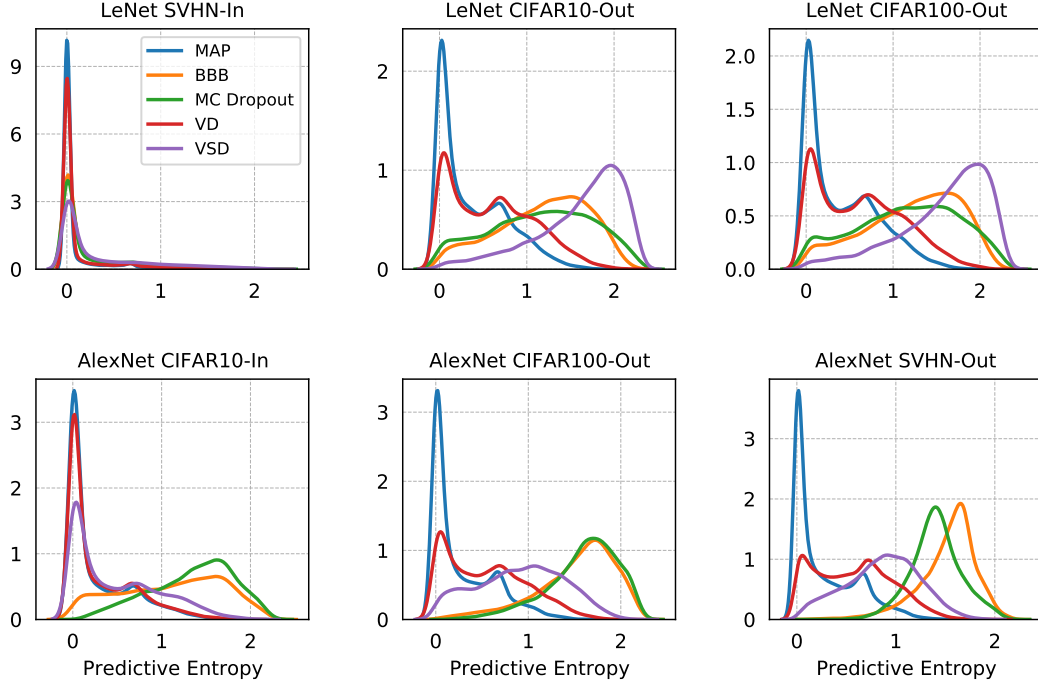 LeNet SVHN-In
9
6
3
0
0 1 2
MAP
BBB
MC Dropout
VD
VSD
LeNet CIFAR10-Out
2
1
0
0 1 2
LeNet CIFAR100-Out
2.0
1.5
1.0
0.5
0.0
0 1 2
AlexNet CIFAR10-In
3
2
1
0
0 1 2
Predictive Entropy
AlexNet CIFAR100-Out
3
2
1
0
0 1 2
Predictive Entropy
AlexNet SVHN-Out
3
2
1
0
0 1 2
Predictive Entropy